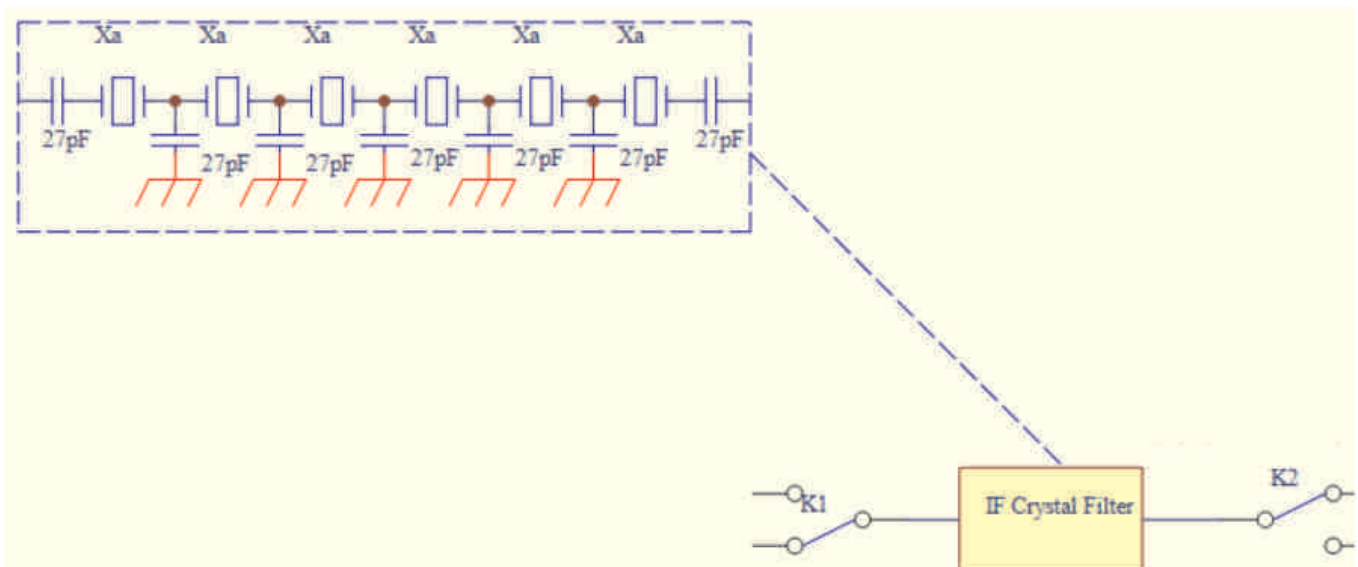 Xa Xa Xa Xa Xa Xa
27pF 27pF 27pF 27pF 27pF 27pF 27pF
K1 IF Crystal Filter K2